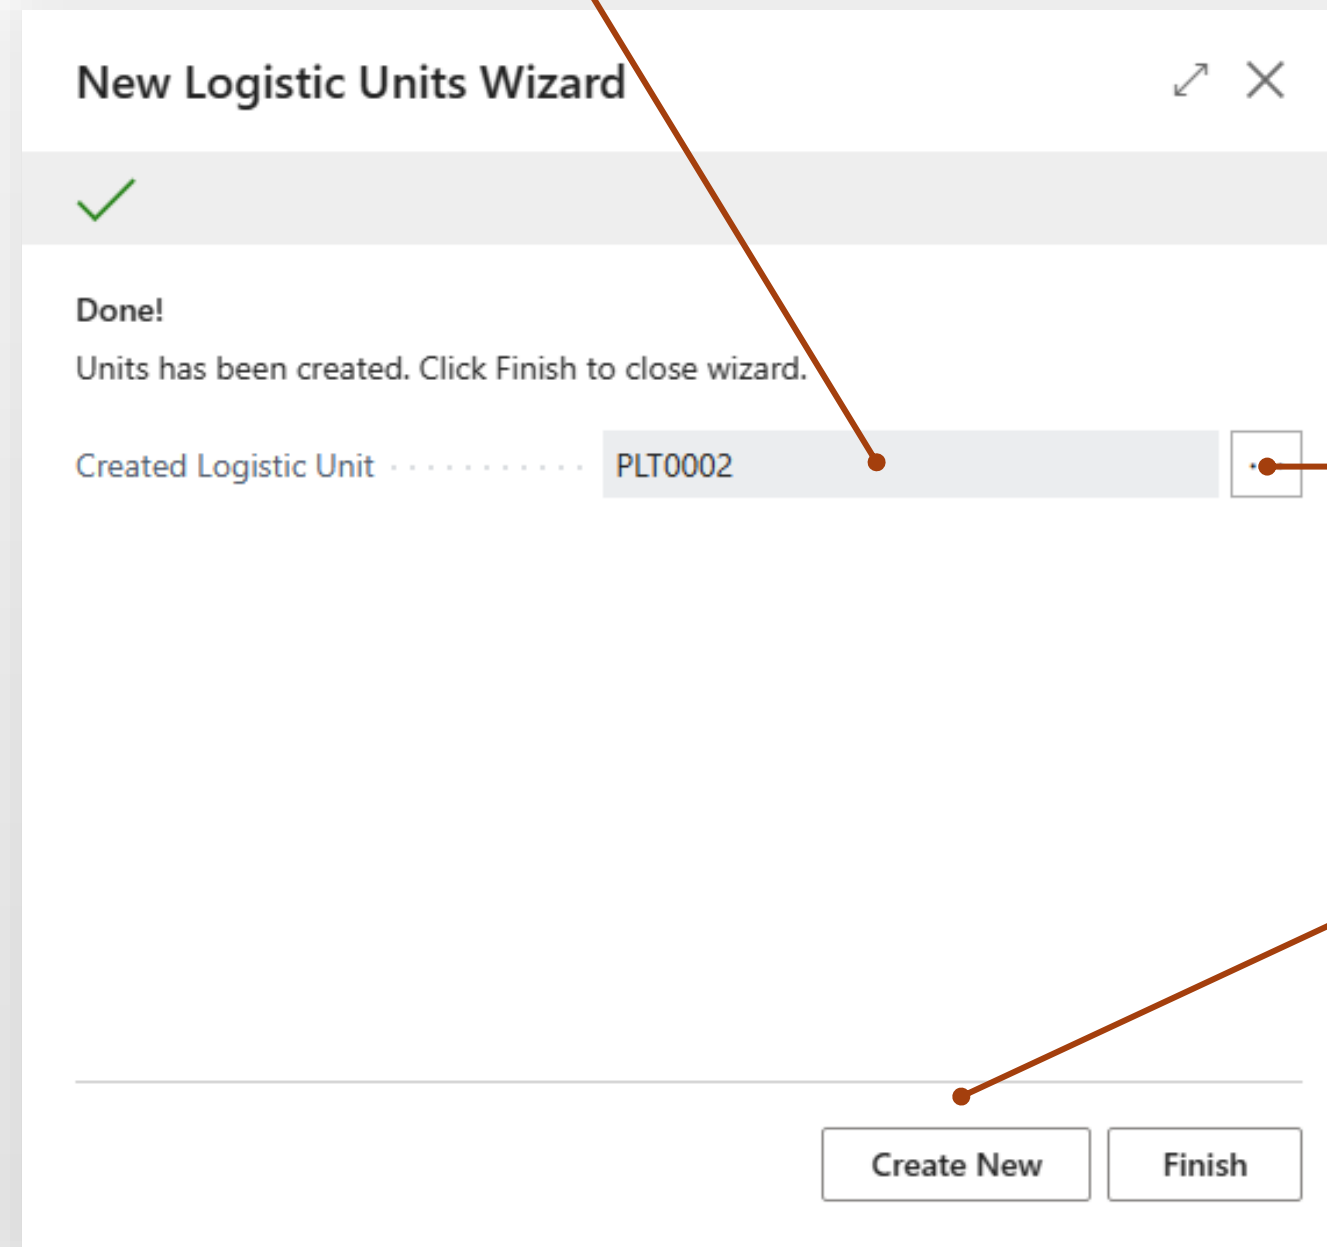 New Logistic Units Wizard
Done!
Units has been created. Click Finish to close wizard.
Created Logistic Unit PLT0002
Create New Finish